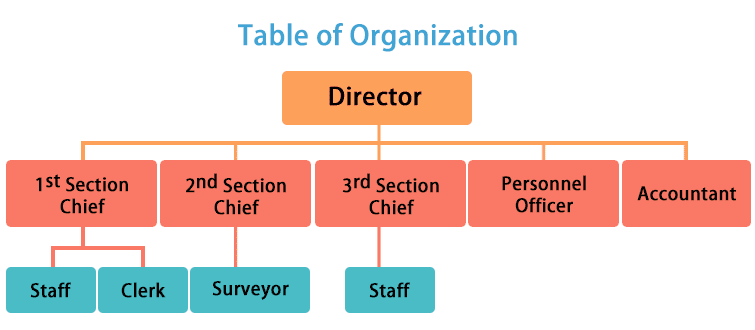 Table of Organization
Director
1st Section
Chief
2nd Section
Chief
3rd Section
Chief
Personnel
Officer
Accountant
Staff
Clerk
Surveyor
Staff